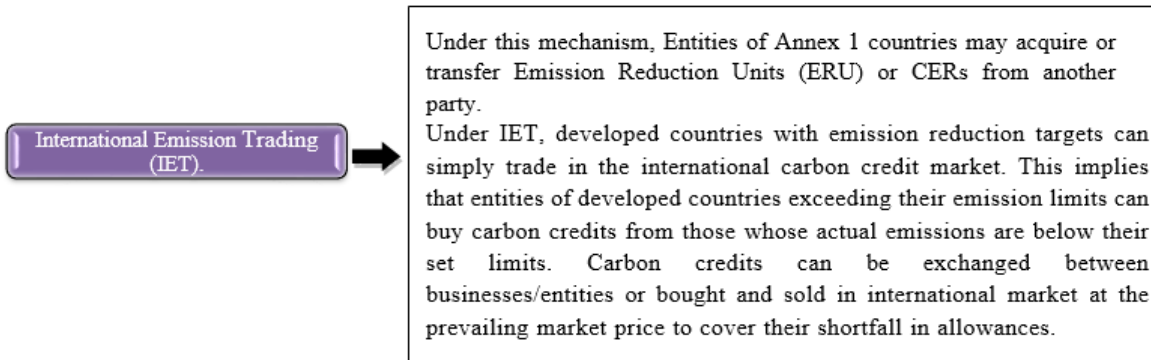 International Emission Trading
(IET).
Under this mechanism, Entities of Annex 1 countries may acquire or
transfer Emission Reduction Units (ERU) or CERs from another
party.
Under IET, developed countries with emission reduction targets can
simply trade in the international carbon credit market. This implies
that entities of developed countries exceeding their emission limits can
buy carbon credits from those whose actual emissions are below their
set limits. Carbon credits can be exchanged between
businesses/entities or bought and sold in international market at the
prevailing market price to cover their shortfall in allowances.